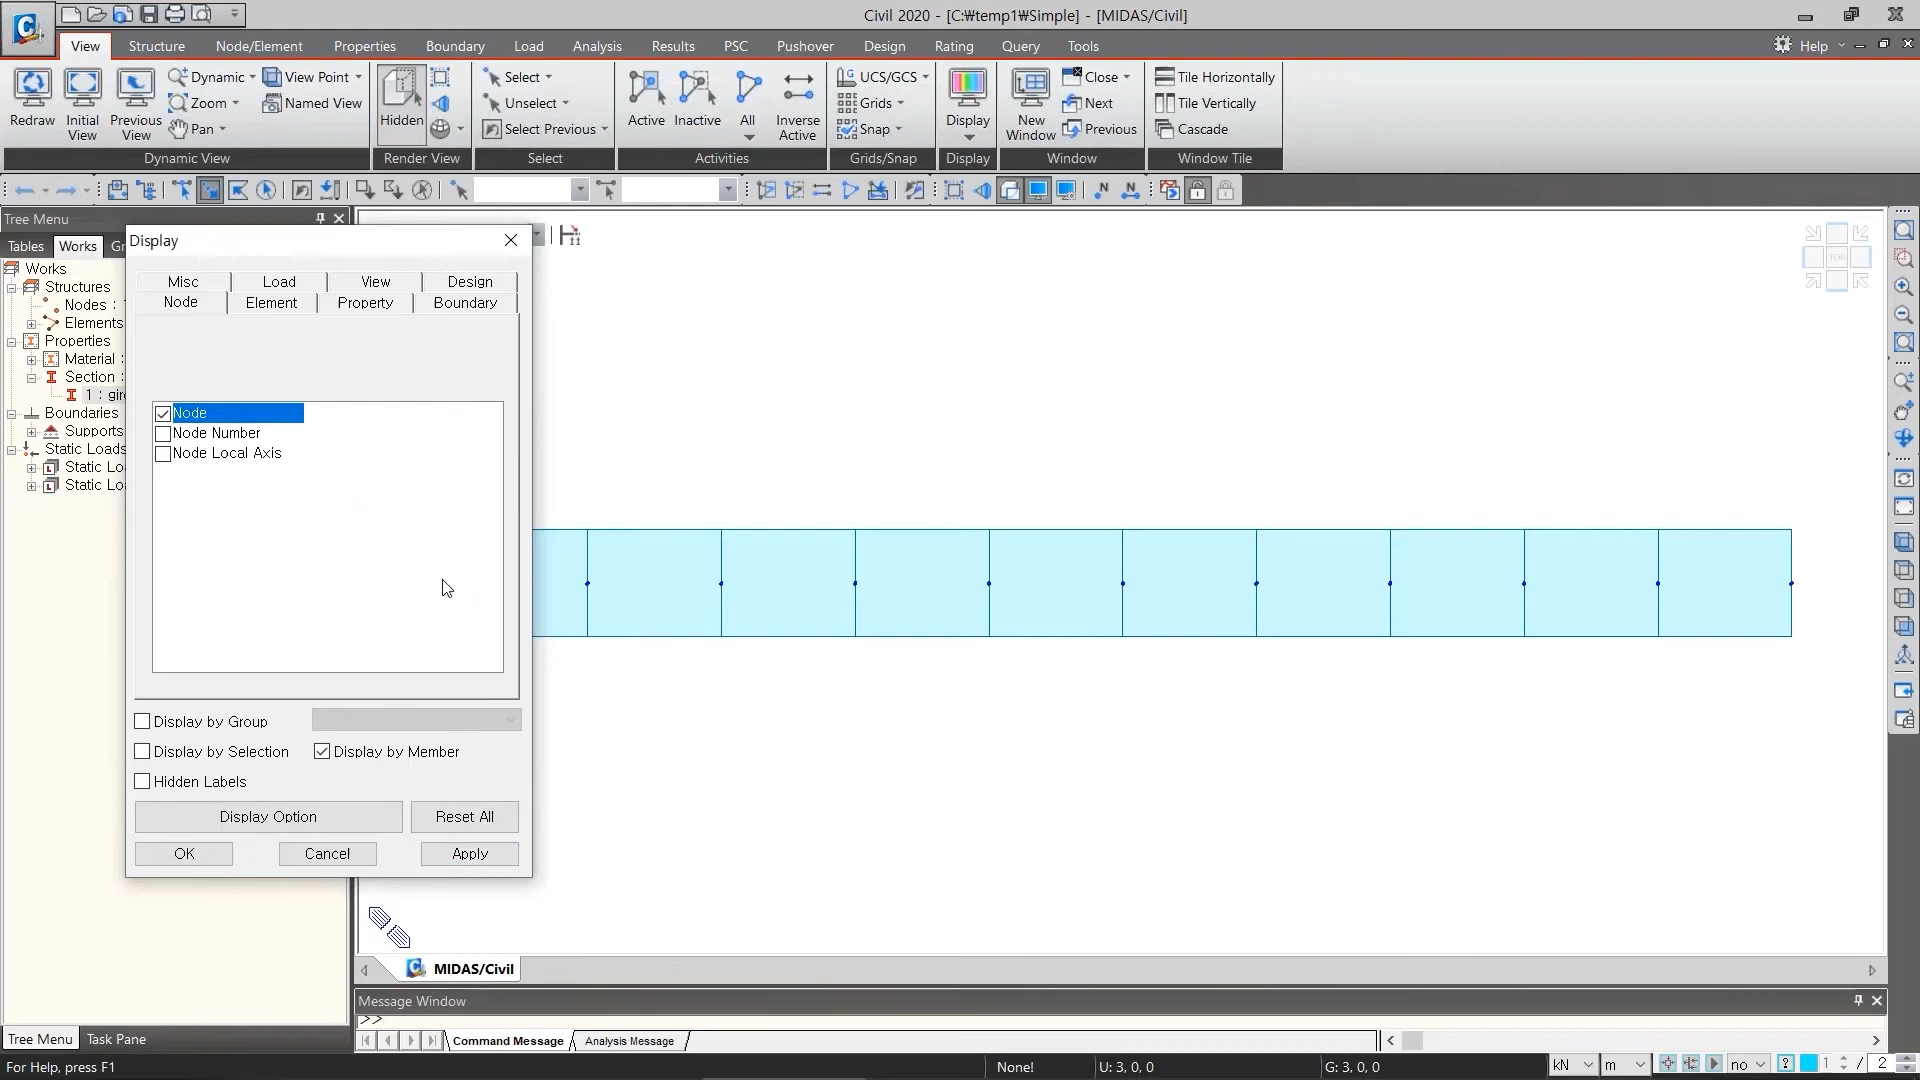 Civil 2020 - [C:₩temp1₩Simple] - [MIDAS/Civil]
View Structure Node/Element Properties Boundary Load Analysis Results PSC Pushover Design Rating Query Tools Help
Redraw
Initial View
Previous View
Dynamic
Zoom
Pan
View Point
Named View
Dynamic View
Hidden
Render View
Select
Unselect
Select Previous
Select
Active
Inactive
All
Inverse Active
Activities
UCS/GCS
Grids
Snap
Grids/Snap
Display
Display
New Window
Close
Next
Previous
Window
Tile Horizontally
Tile Vertically
Cascade
Window Tile
Tree Menu
Tables Works Gr
Works
Structures
Nodes :
Elements
Properties
Material :
Section :
1 : gir
Boundaries
Supports
Static Loads
Static Lo
Static Lo
Display
Misc Load View Design
Node Element Property Boundary
Node
Node Number
Node Local Axis
Display by Group
Display by Selection Display by Member
Hidden Labels
Display Option Reset All
OK Cancel Apply
TOP
MIDAS/Civil
Message Window
>>
Command Message Analysis Message
Tree Menu Task Pane
For Help, press F1
None!
U: 3, 0, 0
G: 3, 0, 0
kN
m
no
?
1 / 2